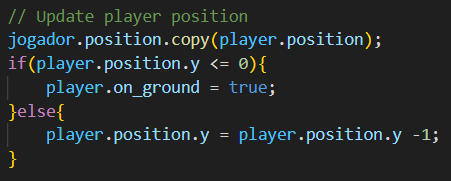 // Update player position
jogador.position.copy(player.position);
if(player.position.y <= 0){
    player.on_ground = true;
}else{
    player.position.y = player.position.y -1;
}